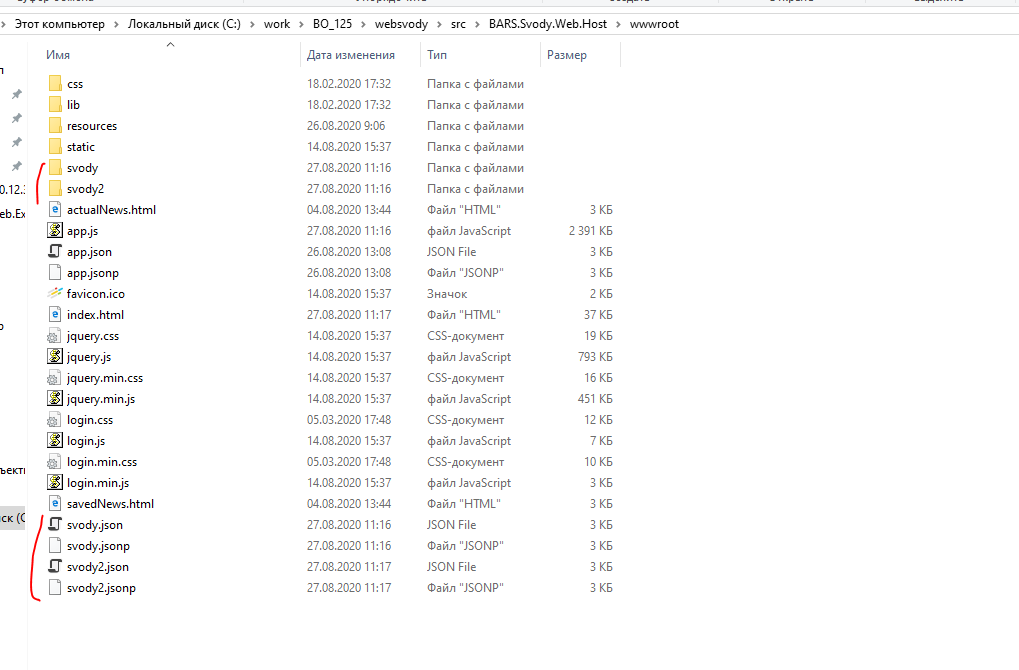 Этот компьютер > Локальный диск (C:) > work > BO_125 > websvody > src > BARS.Svody.Web.Host > wwwroot
Имя Дата изменения Тип Размер
css 18.02.2020 17:32 Папка с файлами
lib 18.02.2020 17:32 Папка с файлами
resources 26.08.2020 9:06 Папка с файлами
static 14.08.2020 15:37 Папка с файлами
svody 27.08.2020 11:16 Папка с файлами
0.12.3 svody2 27.08.2020 11:16 Папка с файлами
eb.Ex actualNews.html 04.08.2020 13:44 Файл "HTML" 3 КБ
app.js 27.08.2020 11:16 файл JavaScript 2 391 КБ
app.json 26.08.2020 13:08 JSON File 3 КБ
app.jsonp 26.08.2020 13:08 Файл "JSONP" 3 КБ
favicon.ico 14.08.2020 15:37 Значок 2 КБ
index.html 27.08.2020 11:17 Файл "HTML" 37 КБ
jquery.css 14.08.2020 15:37 CSS-документ 19 КБ
jquery.js 14.08.2020 15:37 файл JavaScript 793 КБ
jquery.min.css 14.08.2020 15:37 CSS-документ 16 КБ
jquery.min.js 14.08.2020 15:37 файл JavaScript 451 КБ
login.css 05.03.2020 17:48 CSS-документ 12 КБ
login.js 14.08.2020 15:37 файл JavaScript 7 КБ
login.min.css 05.03.2020 17:48 CSS-документ 10 КБ
login.min.js 14.08.2020 15:37 файл JavaScript 3 КБ
savedNews.html 04.08.2020 13:44 Файл "HTML" 3 КБ
svody.json 27.08.2020 11:16 JSON File 3 КБ
svody.jsonp 27.08.2020 11:16 Файл "JSONP" 3 КБ
svody2.json 27.08.2020 11:17 JSON File 3 КБ
svody2.jsonp 27.08.2020 11:17 Файл "JSONP" 3 КБ